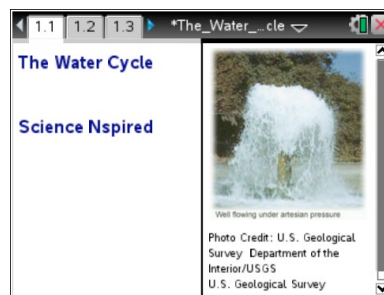 1.1 1.2 1.3 *The_Water_...cle
The Water Cycle
Science Nspired
Well flowing under artesian pressure
Photo Credit: U.S. Geological
Survey Department of the
Interior/USGS
U.S. Geological Survey